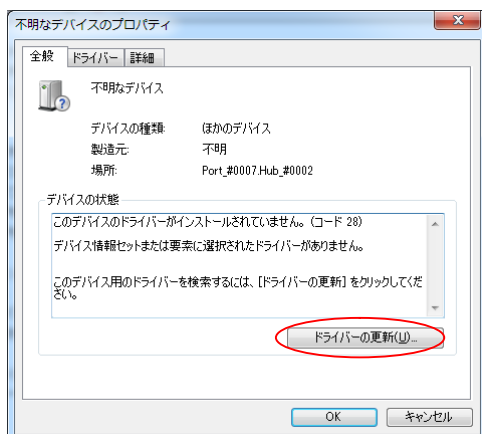 不明なデバイスのプロパティ
全般 ドライバー 詳細
不明なデバイス
デバイスの種類: ほかのデバイス
製造元: 不明
場所: Port_#0007.Hub_#0002
デバイスの状態
このデバイスのドライバーがインストールされていません。(コード 28)
デバイス情報セットまたは要素に選択されたドライバーがありません。
このデバイス用のドライバーを検索するには、[ドライバーの更新] をクリックしてくだ
さい。
ドライバーの更新(U)...
OK キャンセル